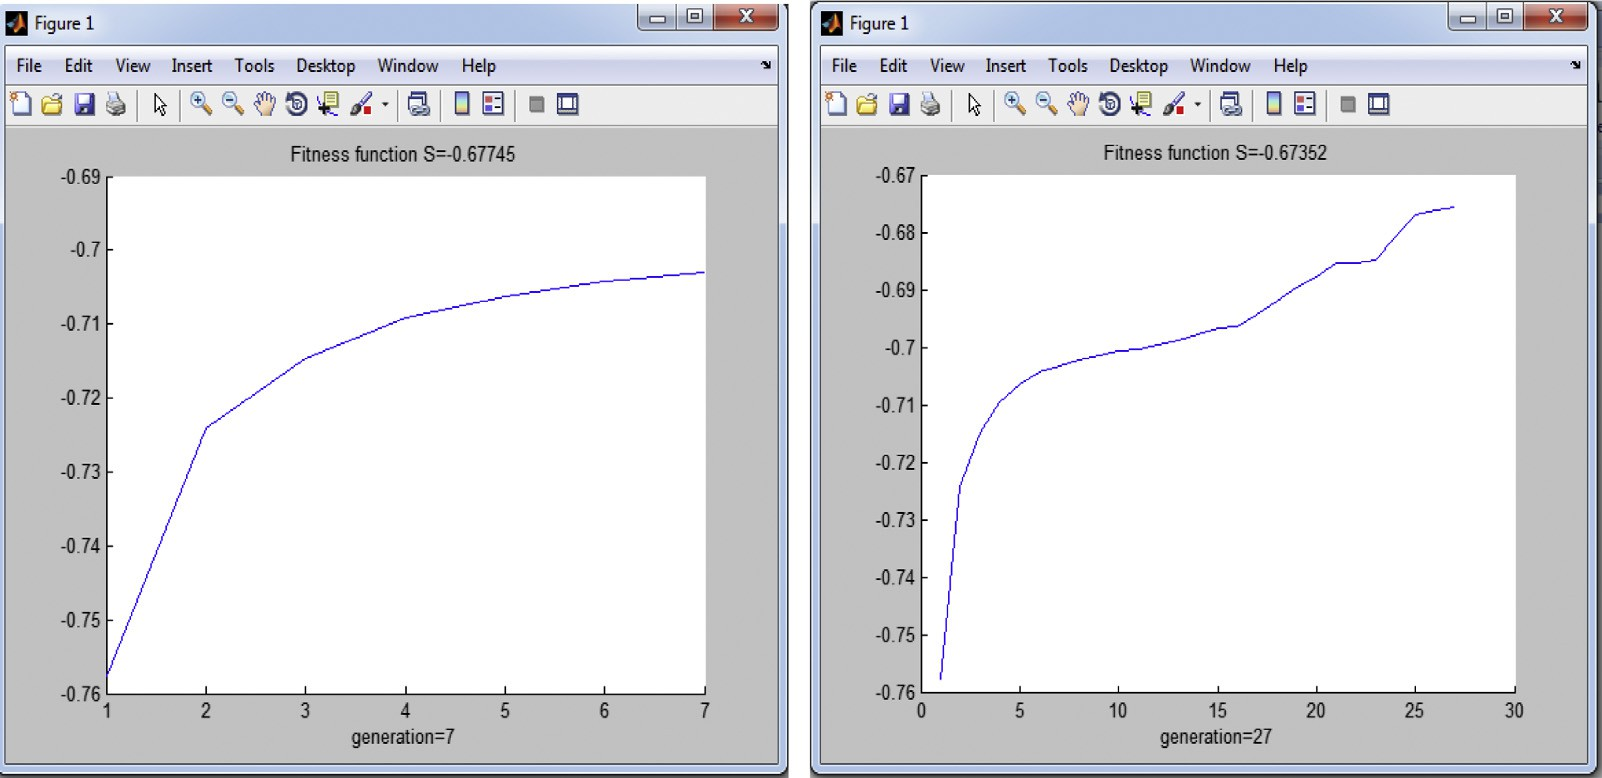 Figure 1
File Edit View Insert Tools Desktop Window Help
Fitness function S=-0.67745
-0.69
-0.7
-0.71
-0.72
-0.73
-0.74
-0.75
-0.76
1 2 3 4 5 6 7
generation=7
Figure 1
File Edit View Insert Tools Desktop Window Help
Fitness function S=-0.67352
-0.67
-0.68
-0.69
-0.7
-0.71
-0.72
-0.73
-0.74
-0.75
-0.76
0 5 10 15 20 25 30
generation=27